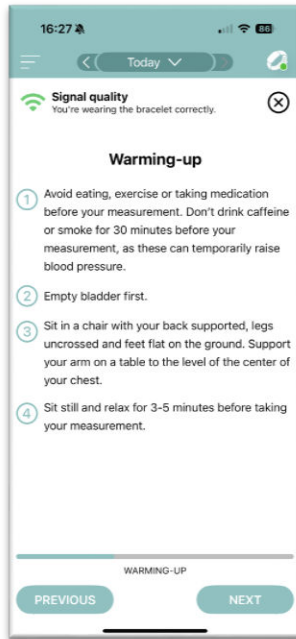 16:27
86
Today
Signal quality
You're wearing the bracelet correctly.
Warming-up
1 Avoid eating, exercise or taking medication
before your measurement. Don't drink caffeine
or smoke for 30 minutes before your
measurement, as these can temporarily raise
blood pressure.
2 Empty bladder first.
3 Sit in a chair with your back supported, legs
uncrossed and feet flat on the ground. Support
your arm on a table to the level of the center of
your chest.
4 Sit still and relax for 3-5 minutes before taking
your measurement.
WARMING-UP
PREVIOUS
NEXT